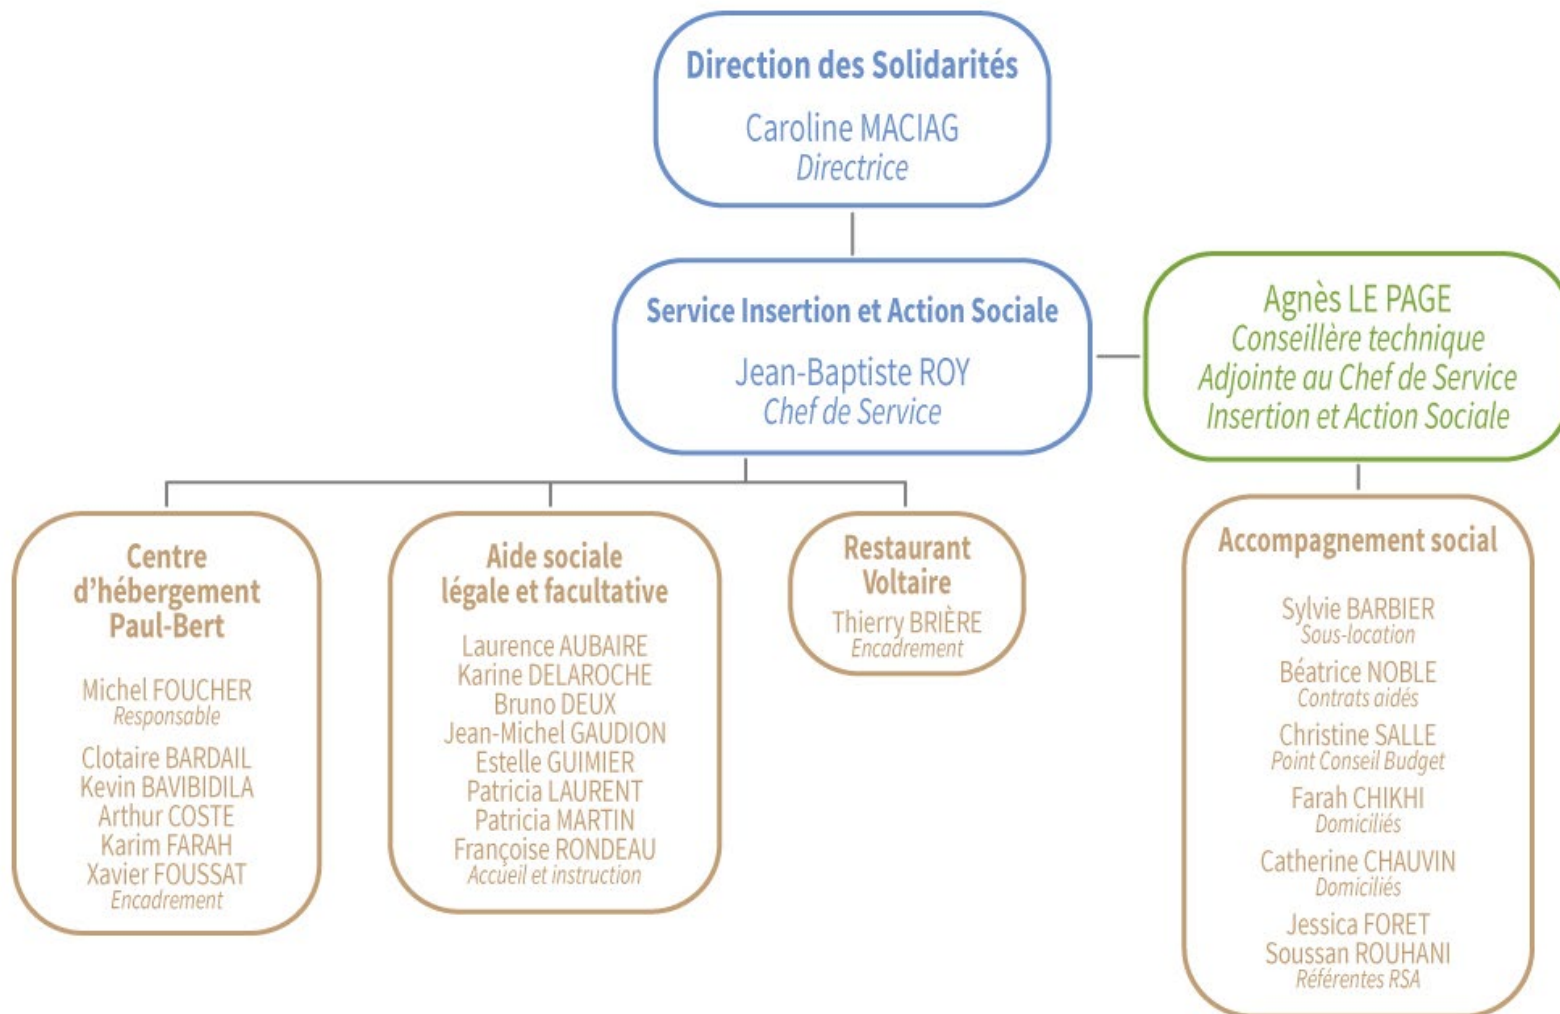 Direction des Solidarités
Caroline MACIAG
Directrice
Service Insertion et Action Sociale
Jean-Baptiste ROY
Chef de Service
Agnès LE PAGE
Conseillère technique
Adjointe au Chef de Service
Insertion et Action Sociale
Centre
d’hébergement
Paul-Bert
Michel FOUCHER
Responsable
Clotaire BARDAIL
Kevin BAVIBIDILA
Arthur COSTE
Karim FARAH
Xavier FOUSSAT
Encadrement
Aide sociale
légale et facultative
Laurence AUBAIRE
Karine DELAROCHE
Bruno DEUX
Jean-Michel GAUDION
Estelle GUIMIER
Patricia LAURENT
Patricia MARTIN
Françoise RONDEAU
Accueil et instruction
Restaurant
Voltaire
Thierry BRIÈRE
Encadrement
Accompagnement social
Sylvie BARBIER
Sous-location
Béatrice NOBLE
Contrats aidés
Christine SALLE
Point Conseil Budget
Farah CHIKHI
Domiciliés
Catherine CHAUVIN
Domiciliés
Jessica FORET
Soussan ROUHANI
Référentes RSA